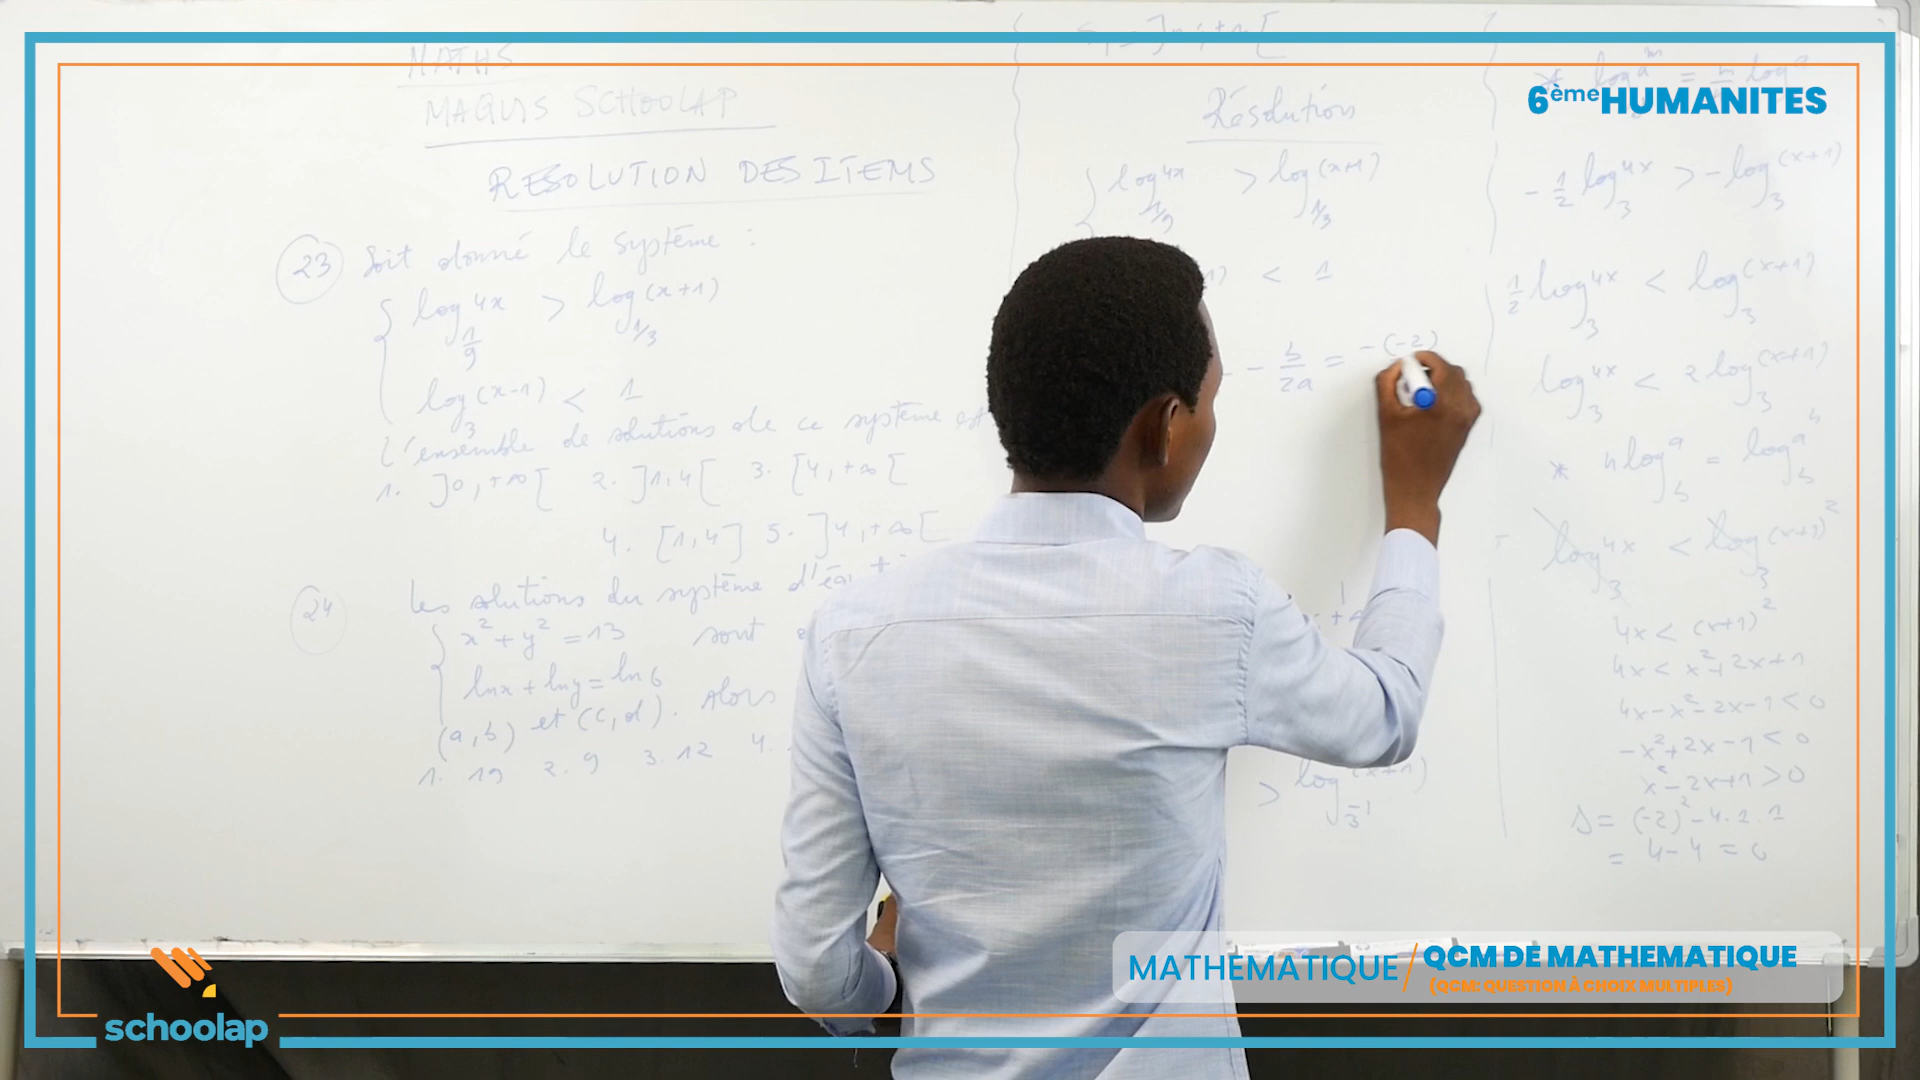 MATHS
MAQUIS SCHOOLAP
RESOLUTION DES ITEMS
23 Soit donné le système :
log_{1/9}^{4x} > log_{1/3}^{(x+1)}
log_3^{(x-1)} < 1
L'ensemble de solutions de ce système est
1. ]0,+∞[ 2. ]1,4[ 3. [4,+∞[
4. [1,4] 5. ]4,+∞[
24 Les solutions du système
x² + y² = 13 sont
lnx + lny = ln6
(a,b) et (c,d). Alors
1. 19 2. 9 3. 12 4.
Résolution
log_{1/9}^{4x} > log_{1/3}^{(x+1)}
< 1
- b/2a = -(-2)
> log_{3^{-1}}^{(x+1)}
6ème HUMANITES
-1/2 log_3^{4x} > -log_3^{(x+1)}
1/2 log_3^{4x} < log_3^{(x+1)}
log_3^{4x} < 2 log_3^{(x+1)}
* n log_b^a = log_b^{a^n}
log_3^{4x} < log_3^{(x+1)²}
4x < (x+1)²
4x < x²+2x+1
4x-x²-2x-1<0
-x²+2x-1<0
x²-2x+1>0
Δ = (-2)²-4.1.1
= 4-4 = 0
MATHEMATIQUE / QCM DE MATHEMATIQUE
(QCM: QUESTION À CHOIX MULTIPLES)
schoolap